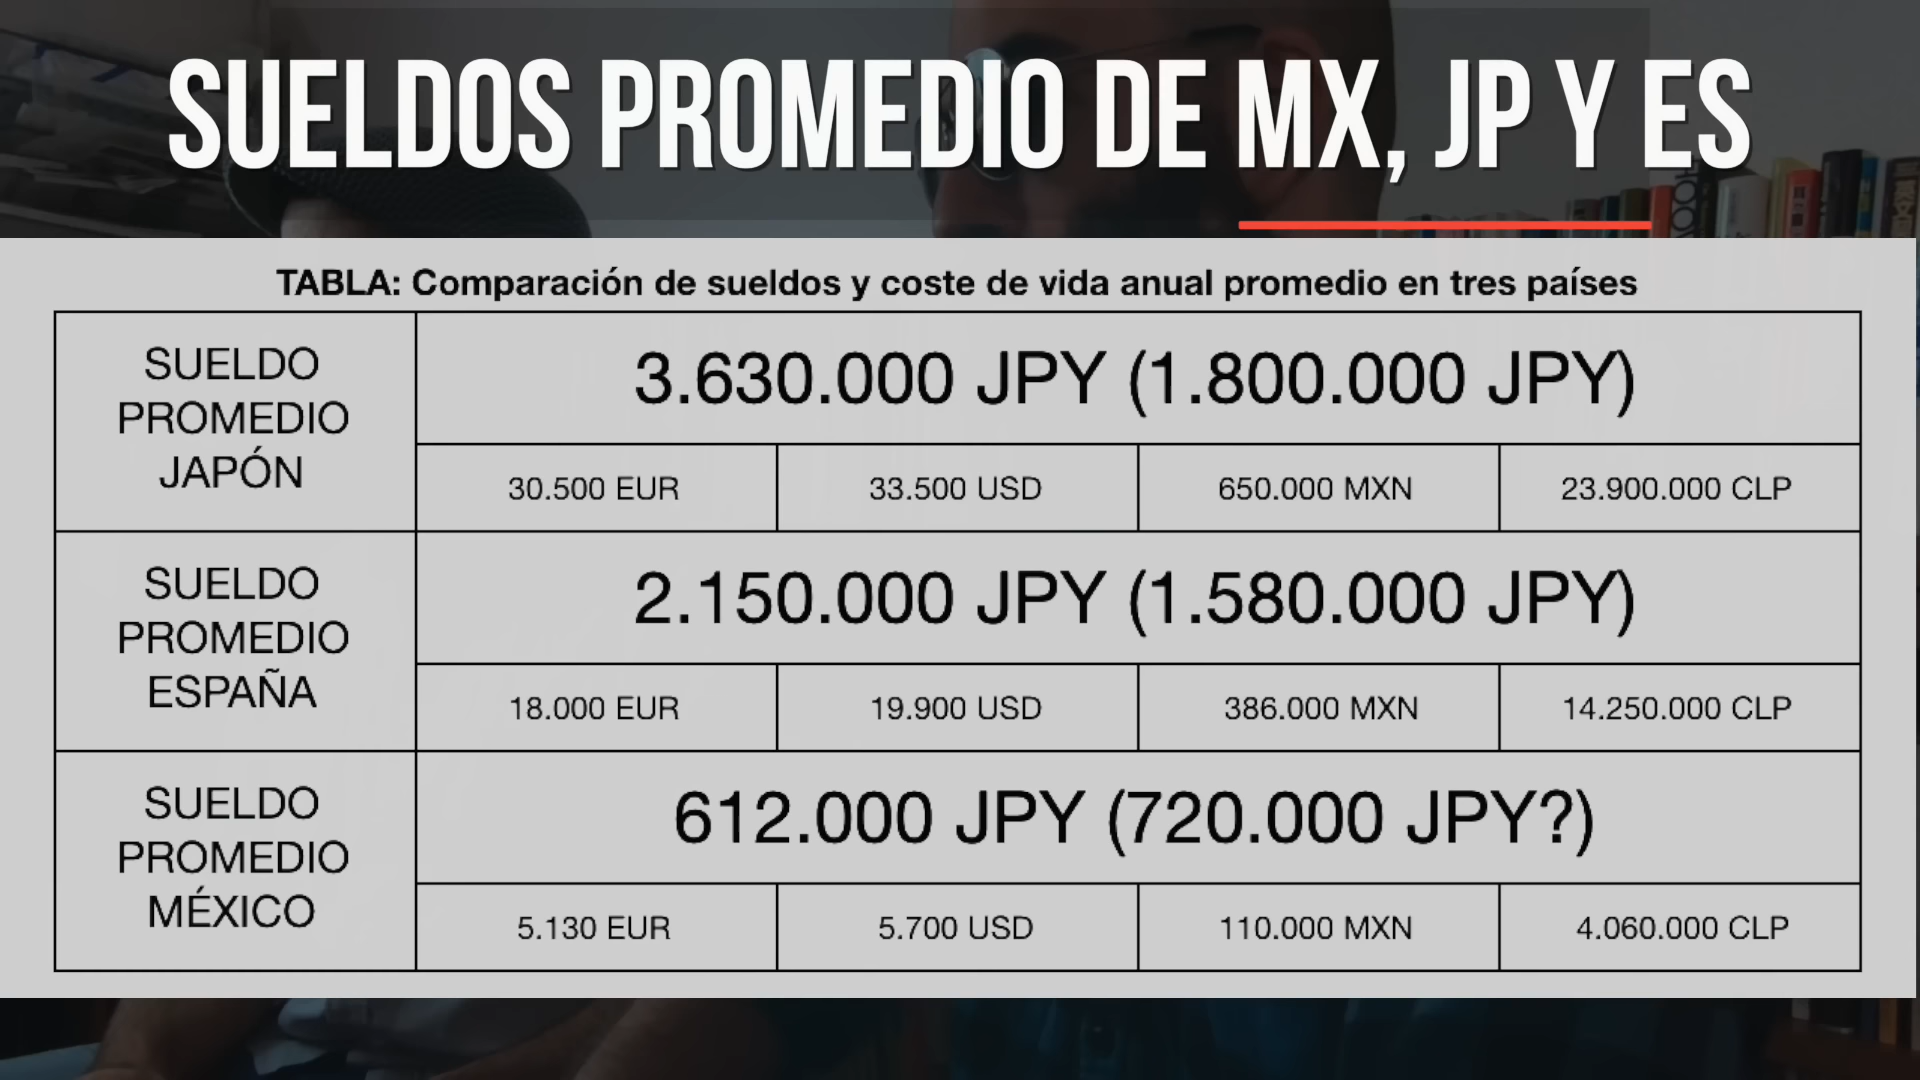 SUELDOS PROMEDIO DE MX, JP Y ES
TABLA: Comparación de sueldos y coste de vida anual promedio en tres países
SUELDO
PROMEDIO
JAPÓN
3.630.000 JPY (1.800.000 JPY)
30.500 EUR
33.500 USD
650.000 MXN
23.900.000 CLP
SUELDO
PROMEDIO
ESPAÑA
2.150.000 JPY (1.580.000 JPY)
18.000 EUR
19.900 USD
386.000 MXN
14.250.000 CLP
SUELDO
PROMEDIO
MÉXICO
612.000 JPY (720.000 JPY?)
5.130 EUR
5.700 USD
110.000 MXN
4.060.000 CLP